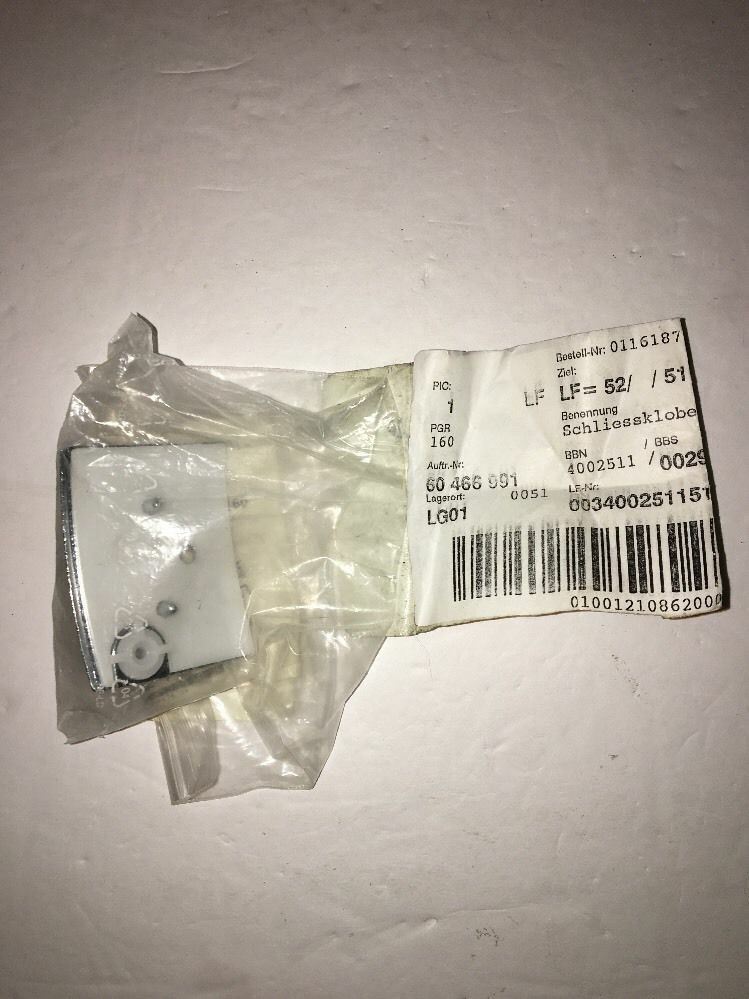 PIC:
1
PGR
160
Auftr.-Nr:
60 466 991
Lagerort:
0051
LG01
LF
Bestell-Nr: 0116187
Ziel:
LF= 52/ / 51
Benennung
Schliessklobe
BBN / BBS
4002511 / 0029
LF-Nr:
003400251151
01001210862000